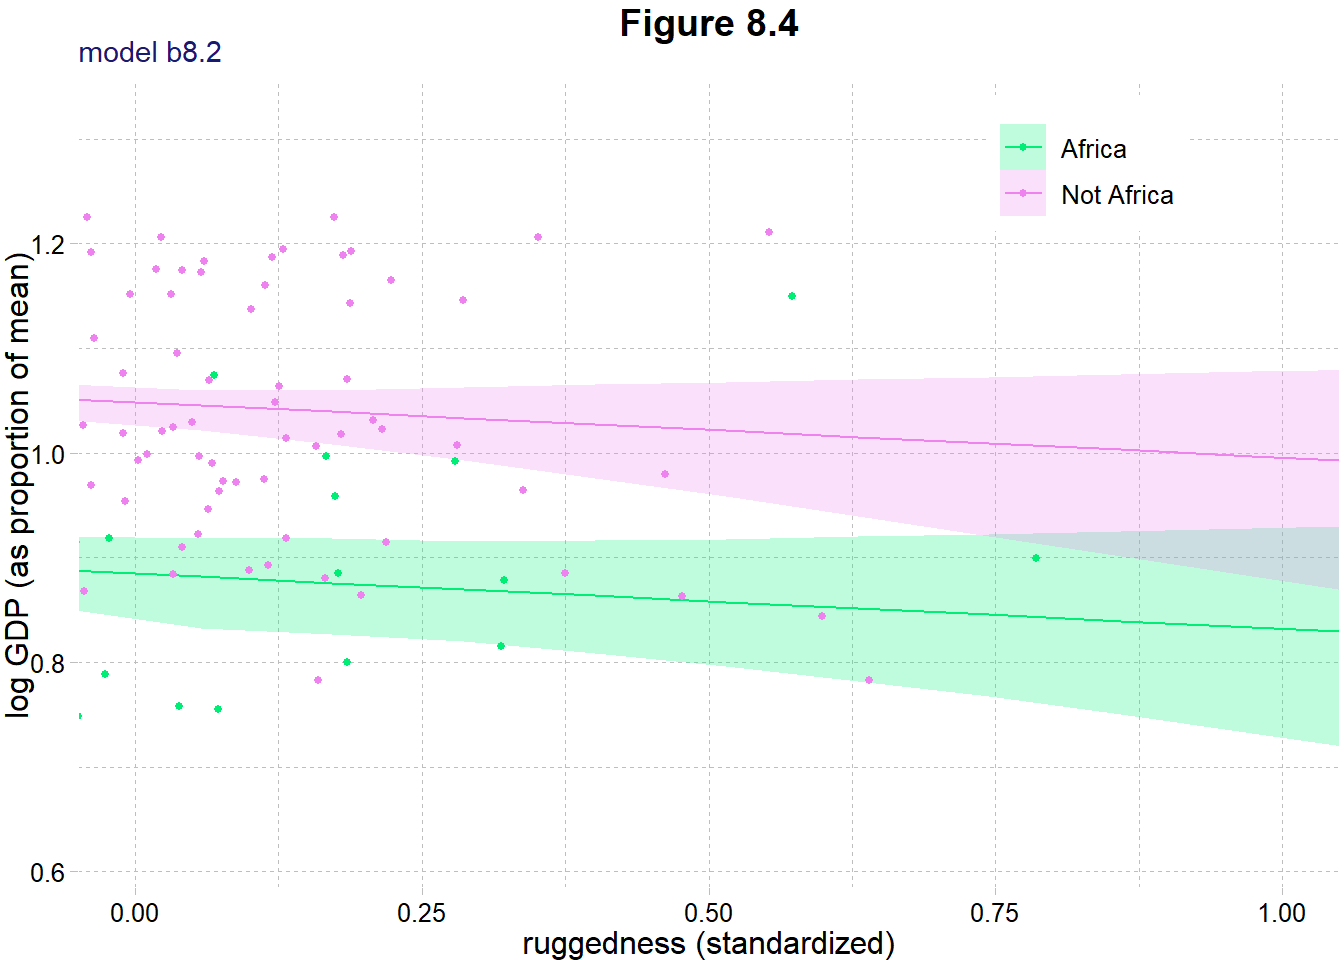 Figure 8.4
model b8.2
Africa
Not Africa
log GDP (as proportion of mean)
1.2
1.0
0.8
0.6
0.00 0.25 0.50 0.75 1.00
ruggedness (standardized)